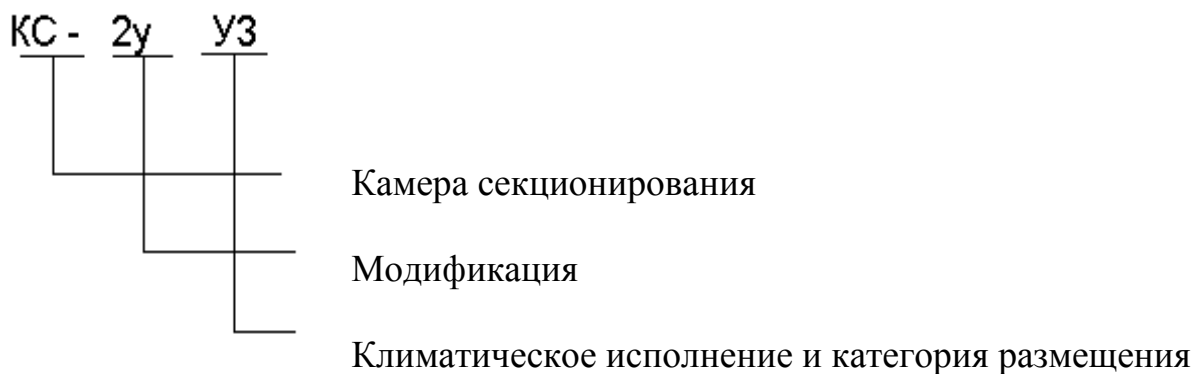 КС - 2у У3
Камера секционирования
Модификация
Климатическое исполнение и категория размещения